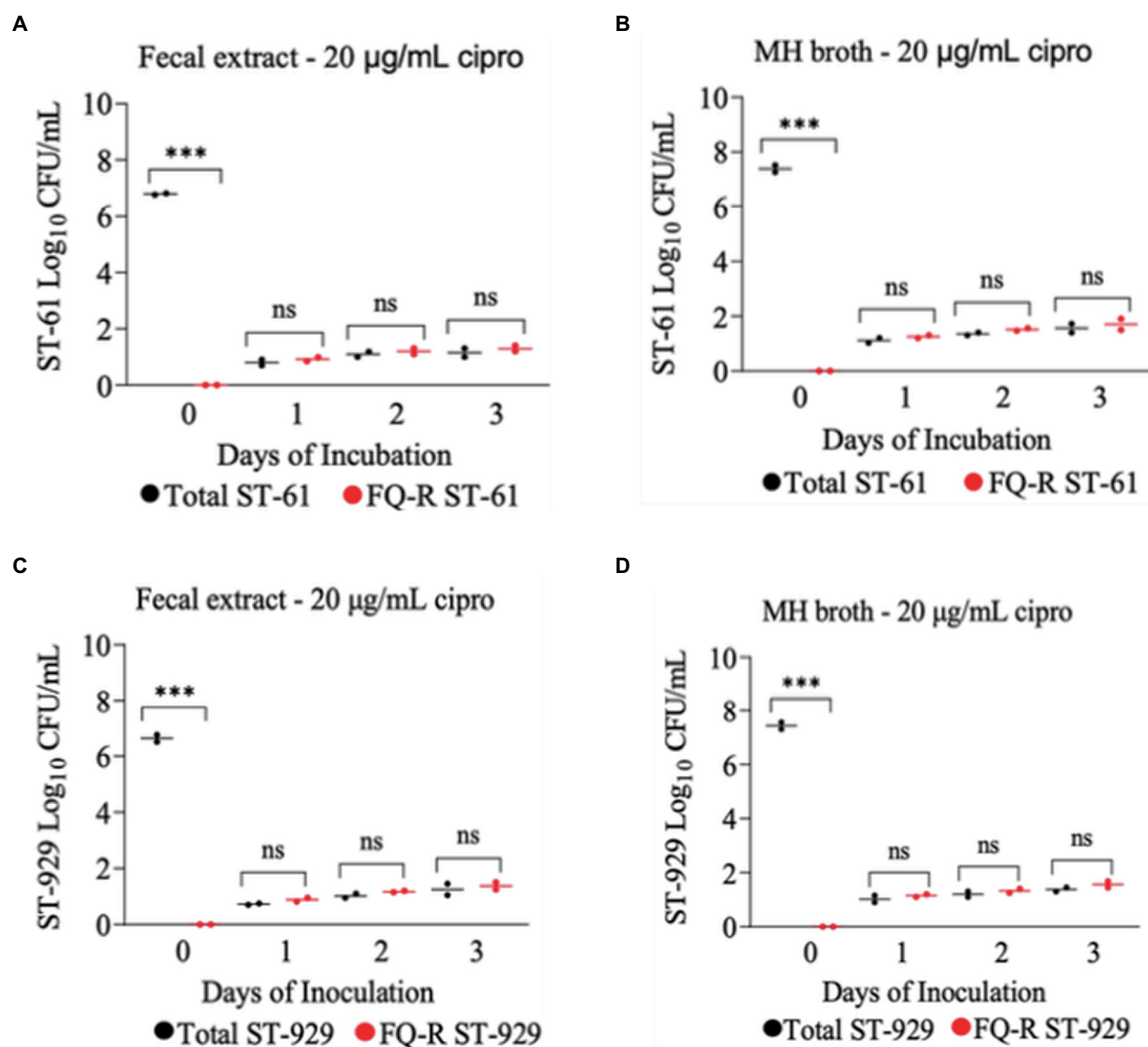 A
Fecal extract - 20 µg/mL cipro
ST-61 Log10 CFU/mL
10
8
6
4
2
0
***
ns
ns
ns
0 1 2 3
Days of Incubation
Total ST-61 FQ-R ST-61
B
MH broth - 20 µg/mL cipro
ST-61 Log10 CFU/mL
10
8
6
4
2
0
***
ns
ns
ns
0 1 2 3
Days of Incubation
Total ST-61 FQ-R ST-61
C
Fecal extract - 20 µg/mL cipro
ST-929 Log10 CFU/mL
10
8
6
4
2
0
***
ns
ns
ns
0 1 2 3
Days of Inoculation
Total ST-929 FQ-R ST-929
D
MH broth - 20 µg/mL cipro
ST-929 Log10 CFU/mL
10
8
6
4
2
0
***
ns
ns
ns
0 1 2 3
Days of Inoculation
Total ST-929 FQ-R ST-929